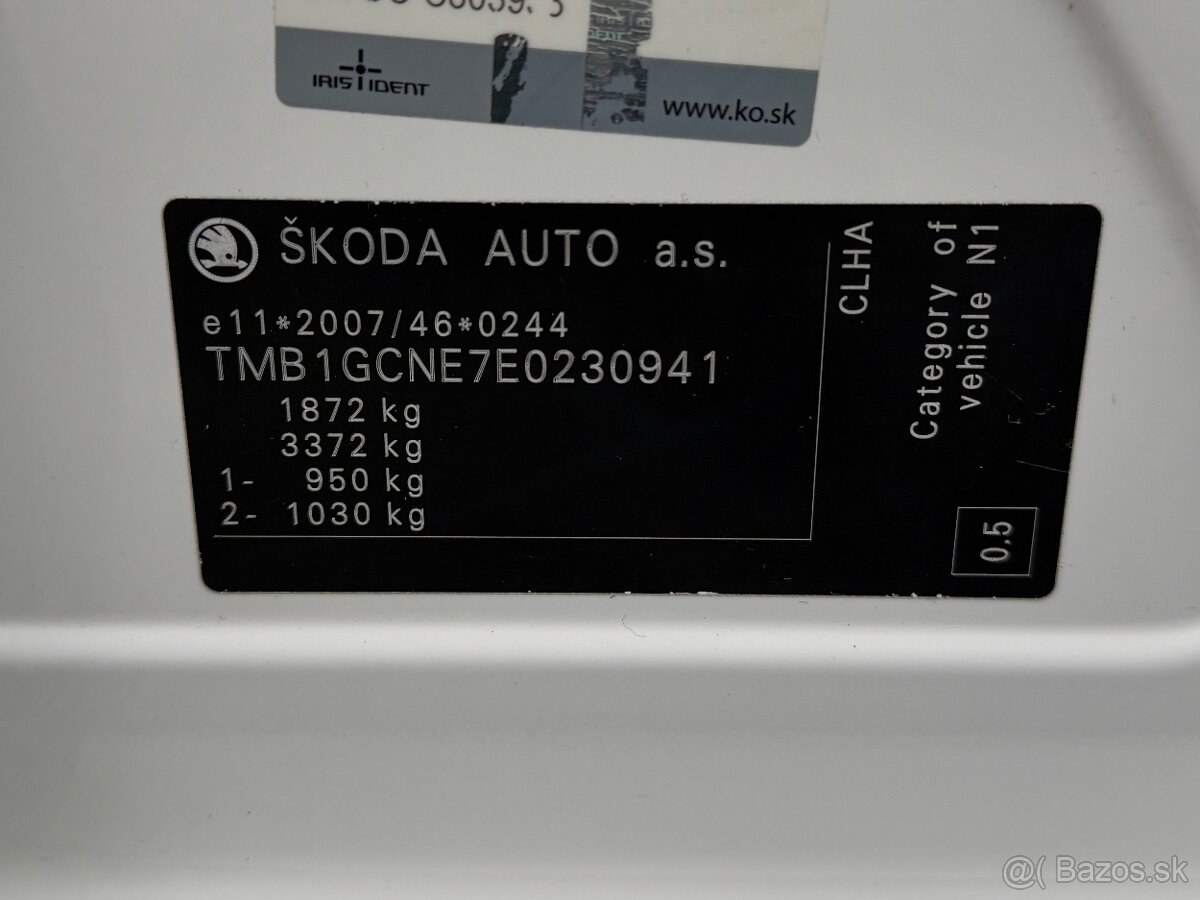 IRIS IDENT
www.ko.sk
ŠKODA AUTO a.s.
e11*2007/46*0244
TMB1GCNE7E0230941
1872 kg
3372 kg
1- 950 kg
2- 1030 kg
CLHA
Category of
vehicle N1
0.5
@( Bazos.sk